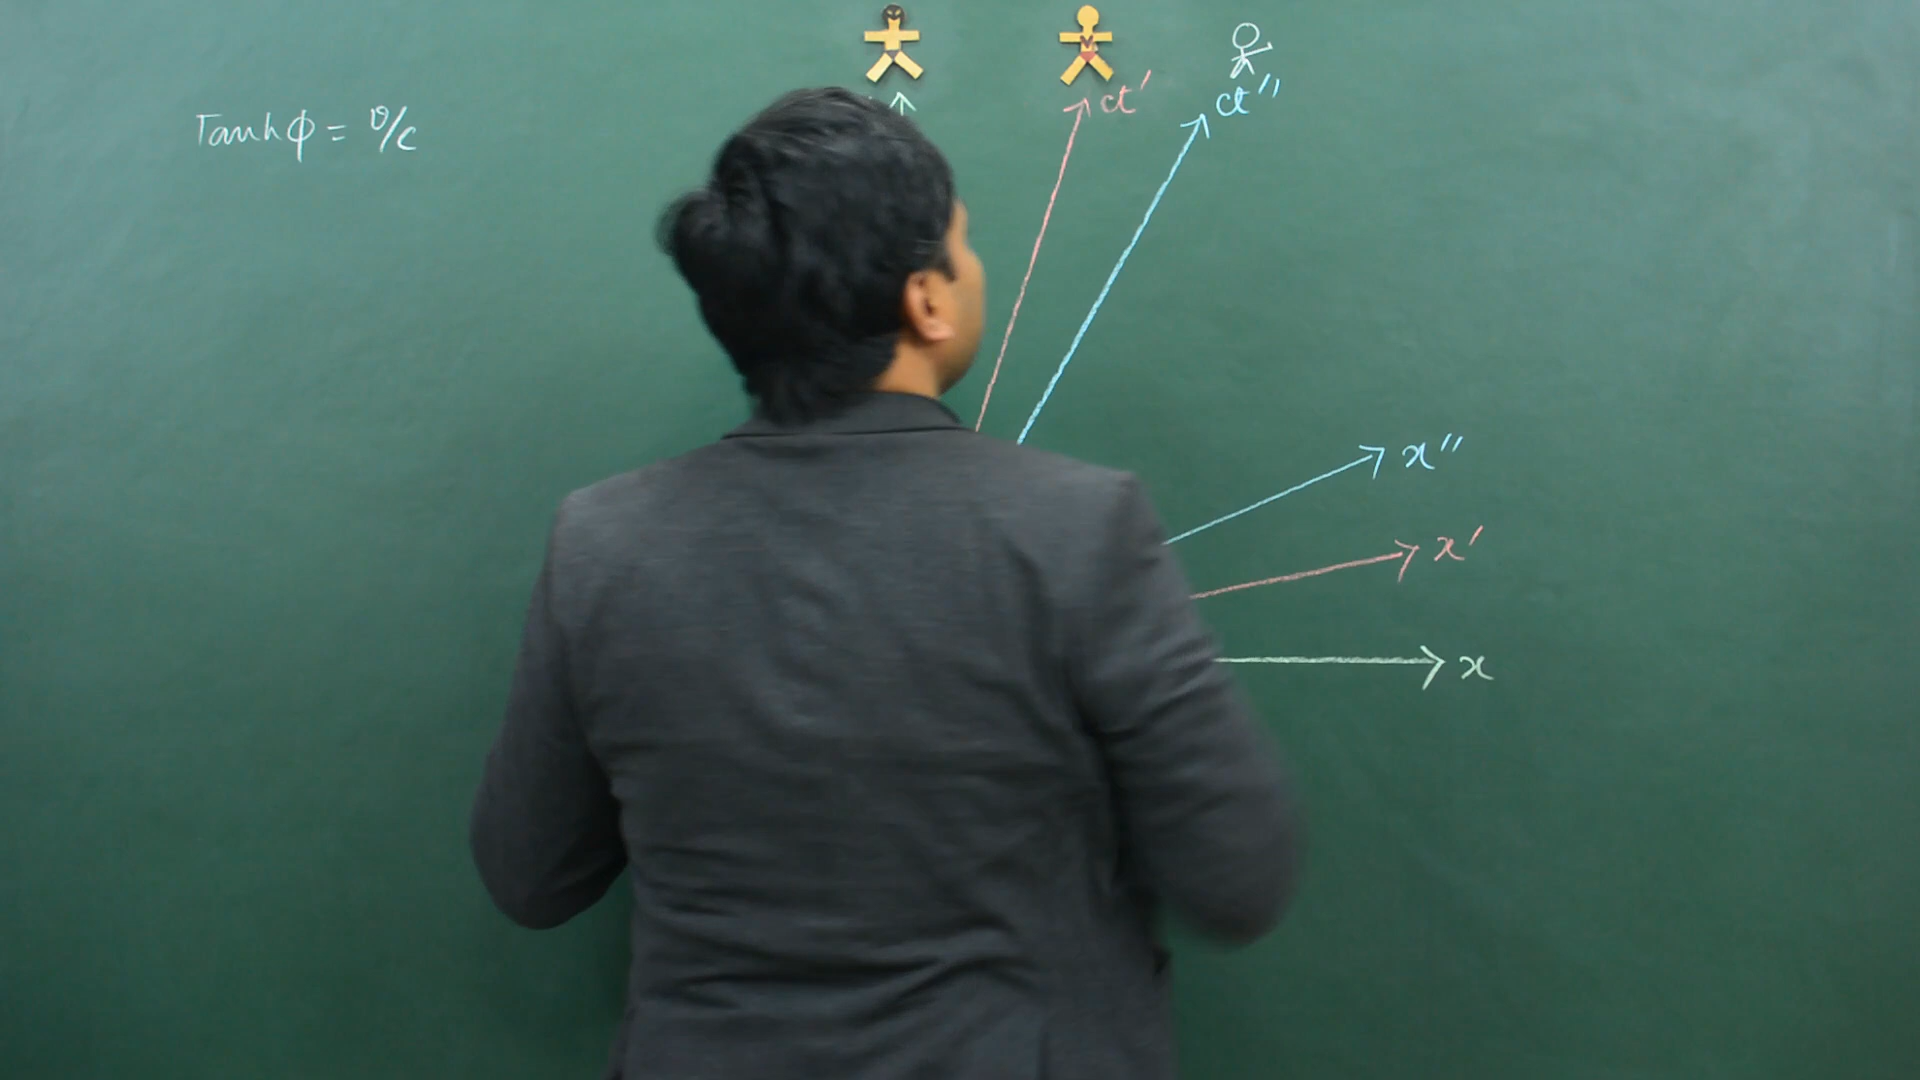 Tanh ϕ = v/c
ct'
ct''
x''
x'
x